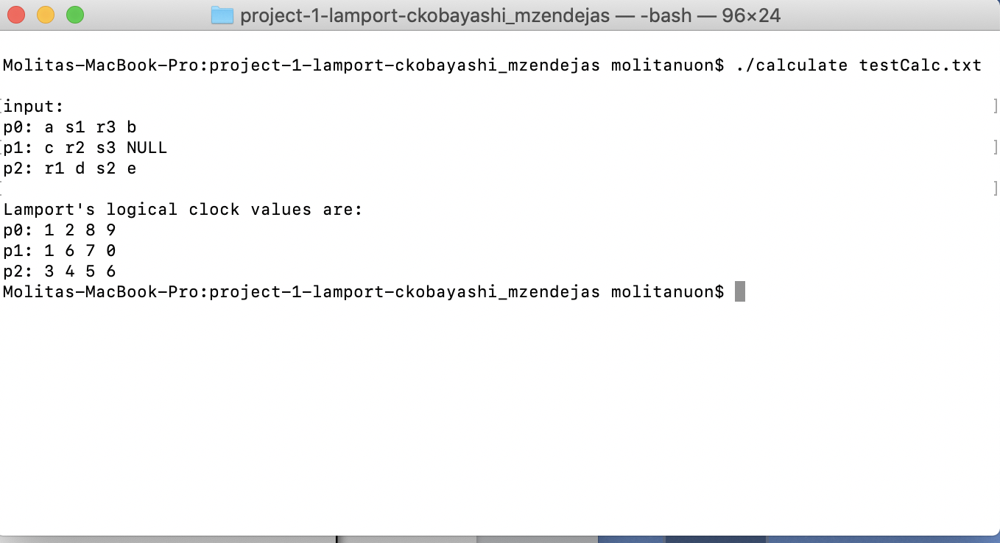 project-1-lamport-ckobayashi_mzendejas — -bash — 96×24
Molitas-MacBook-Pro:project-1-lamport-ckobayashi_mzendejas molitanuon$ ./calculate testCalc.txt
[input: ]
p0: a s1 r3 b
[p1: c r2 s3 NULL ]
p2: r1 d s2 e
[ ]
Lamport's logical clock values are:
p0: 1 2 8 9
p1: 1 6 7 0
p2: 3 4 5 6
Molitas-MacBook-Pro:project-1-lamport-ckobayashi_mzendejas molitanuon$